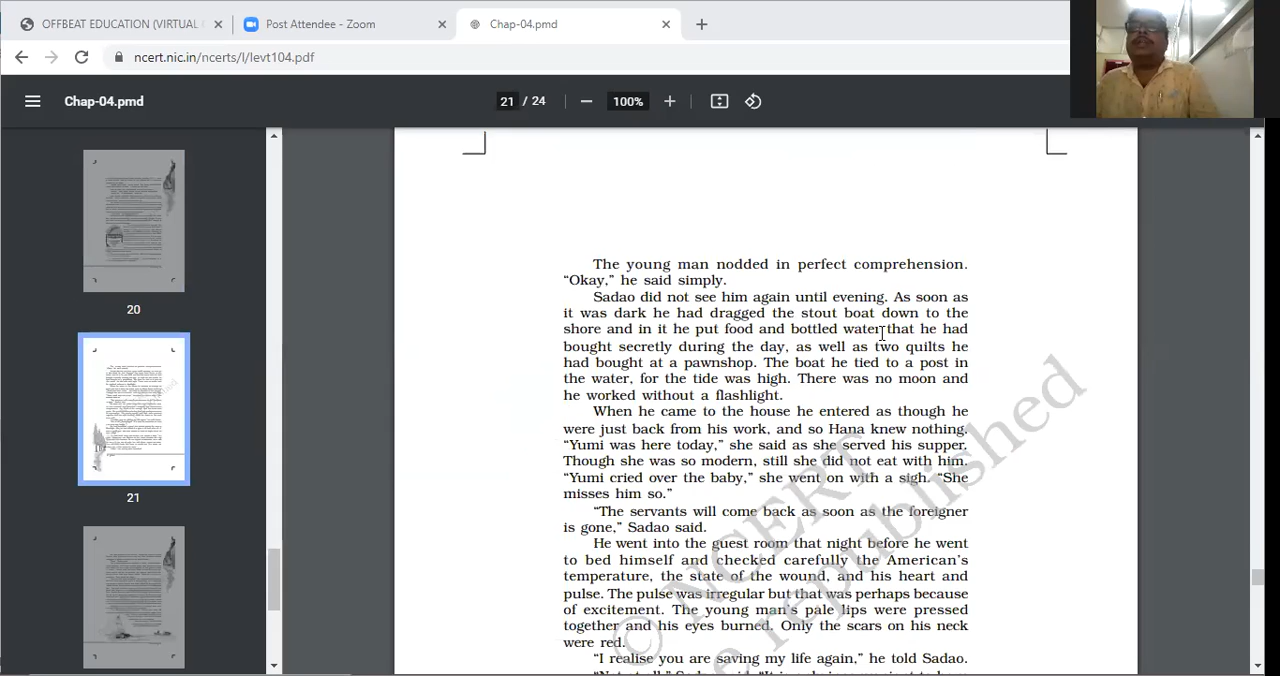 OFFBEAT EDUCATION (VIRTUAL
Post Attendee - Zoom
Chap-04.pmd
ncert.nic.in/ncerts/l/levt104.pdf
Chap-04.pmd
21 / 24
100%
20
21
The young man nodded in perfect comprehension.
“Okay,” he said simply.
Sadao did not see him again until evening. As soon as
it was dark he had dragged the stout boat down to the
shore and in it he put food and bottled water that he had
bought secretly during the day, as well as two quilts he
had bought at a pawnshop. The boat he tied to a post in
the water, for the tide was high. There was no moon and
he worked without a flashlight.
When he came to the house he entered as though he
were just back from his work, and so Hana knew nothing.
“Yumi was here today,” she said as she served his supper.
Though she was so modern, still she did not eat with him.
“Yumi cried over the baby,” she went on with a sigh. “She
misses him so.”
“The servants will come back as soon as the foreigner
is gone,” Sadao said.
He went into the guest room that night before he went
to bed himself and checked carefully the American’s
temperature, the state of the wound, and his heart and
pulse. The pulse was irregular but that was perhaps because
of excitement. The young man’s pale lips were pressed
together and his eyes burned. Only the scars on his neck
were red.
“I realise you are saving my life again,” he told Sadao.
© NCERT
republished